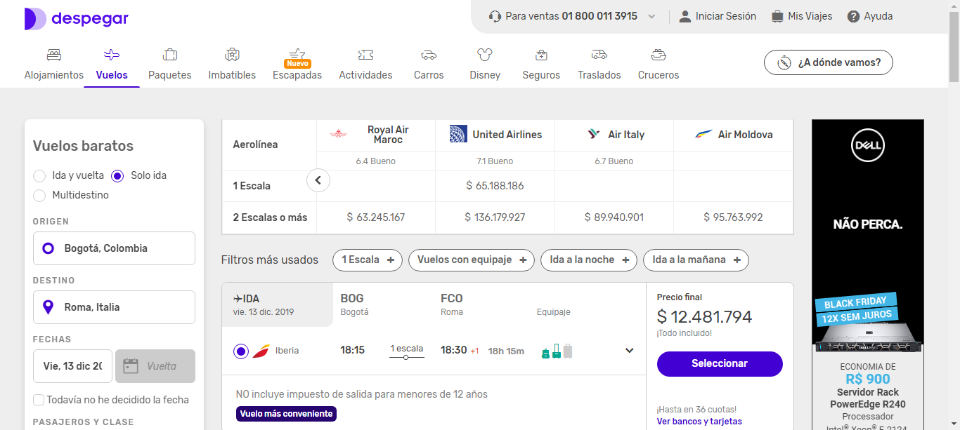 despegar
Para ventas 01 800 011 3915
Iniciar Sesión
Mis Viajes
Ayuda
Alojamientos
Vuelos
Paquetes
Imbatibles
Nuevo
Escapadas
Actividades
Carros
Disney
Seguros
Traslados
Cruceros
¿A dónde vamos?
Vuelos baratos
Ida y vuelta
Solo ida
Multidestino
ORIGEN
Bogotá, Colombia
DESTINO
Roma, Italia
FECHAS
Vie, 13 dic 20
Vuelta
Todavía no he decidido la fecha
PASAJEROS Y CLASE
Aerolínea
Royal Air
Maroc
United Airlines
Air Italy
Air Moldova
6.4 Bueno
7.1 Bueno
6.7 Bueno
1 Escala
$ 65.188.186
2 Escalas o más
$ 63.245.167
$ 136.179.927
$ 89.940.901
$ 95.763.992
Filtros más usados
1 Escala +
Vuelos con equipaje +
Ida a la noche +
Ida a la mañana +
IDA
vie. 13 dic. 2019
BOG
Bogotá
FCO
Roma
Equipaje
Iberia
18:15
1 escala
18:30 +1
18h 15m
NO incluye impuesto de salida para menores de 12 años
Vuelo más conveniente
Precio final
$ 12.481.794
¡Todo incluido!
Seleccionar
¡Hasta en 36 cuotas!
Ver bancos y tarjetas
DELL
NÃO PERCA.
BLACK FRIDAY
12X SEM JUROS
ECONOMIA DE
R$ 900
Servidor Rack
PowerEdge R240
Processador
Intel® Xeon® E-2124